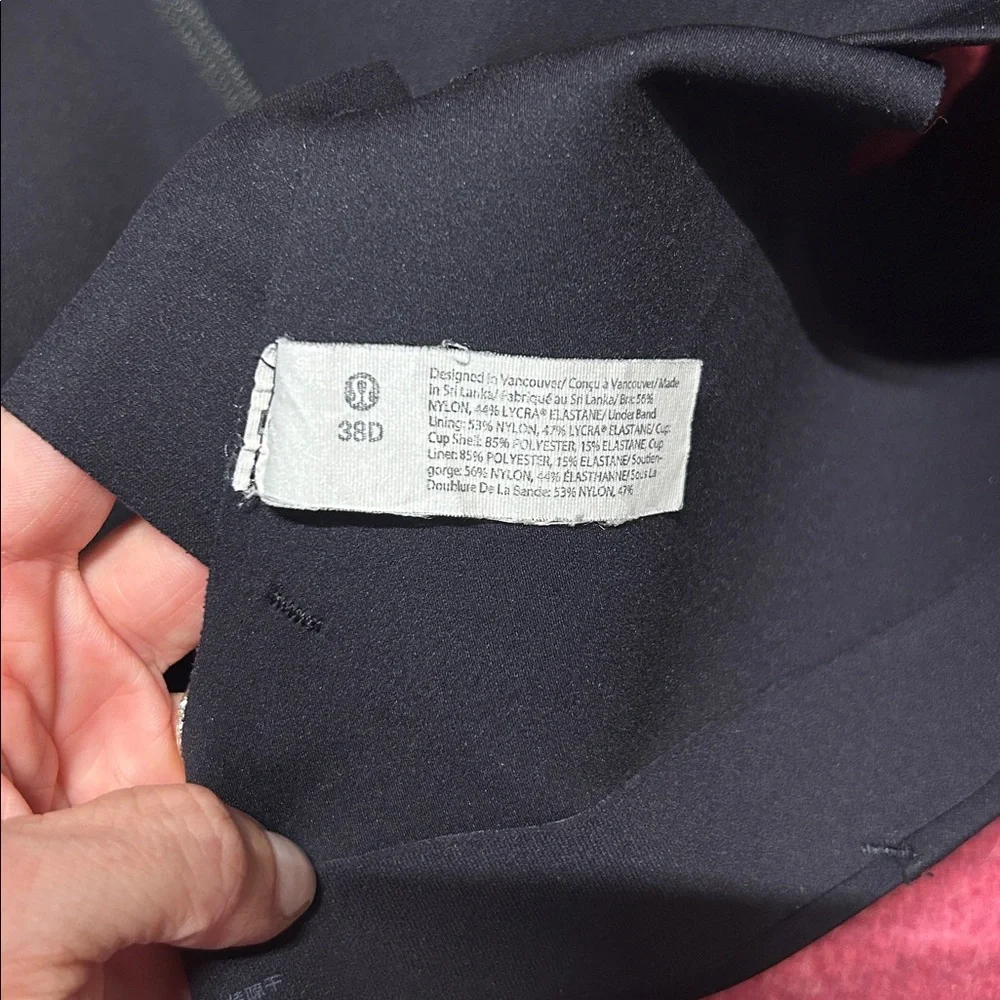 38D
Designed in Vancouver/ Conçu à Vancouver/ Made
in Sri Lanka/ Fabriqué au Sri Lanka/ Bra: 56%
NYLON, 44% LYCRA® ELASTANE/ Under Band
Lining: 53% NYLON, 47% LYRCA® ELASTANE/ Cup:
Cup Shell: 85% POLYESTER, 15% ELASTANE, Cup
Liner: 85% POLYESTER, 15% ELASTANE/ Soutien-
gorge: 56% NYLON, 44% ÉLASTHANNE/ Sous La
Doublure De La Bande: 53% NYLON, 47%